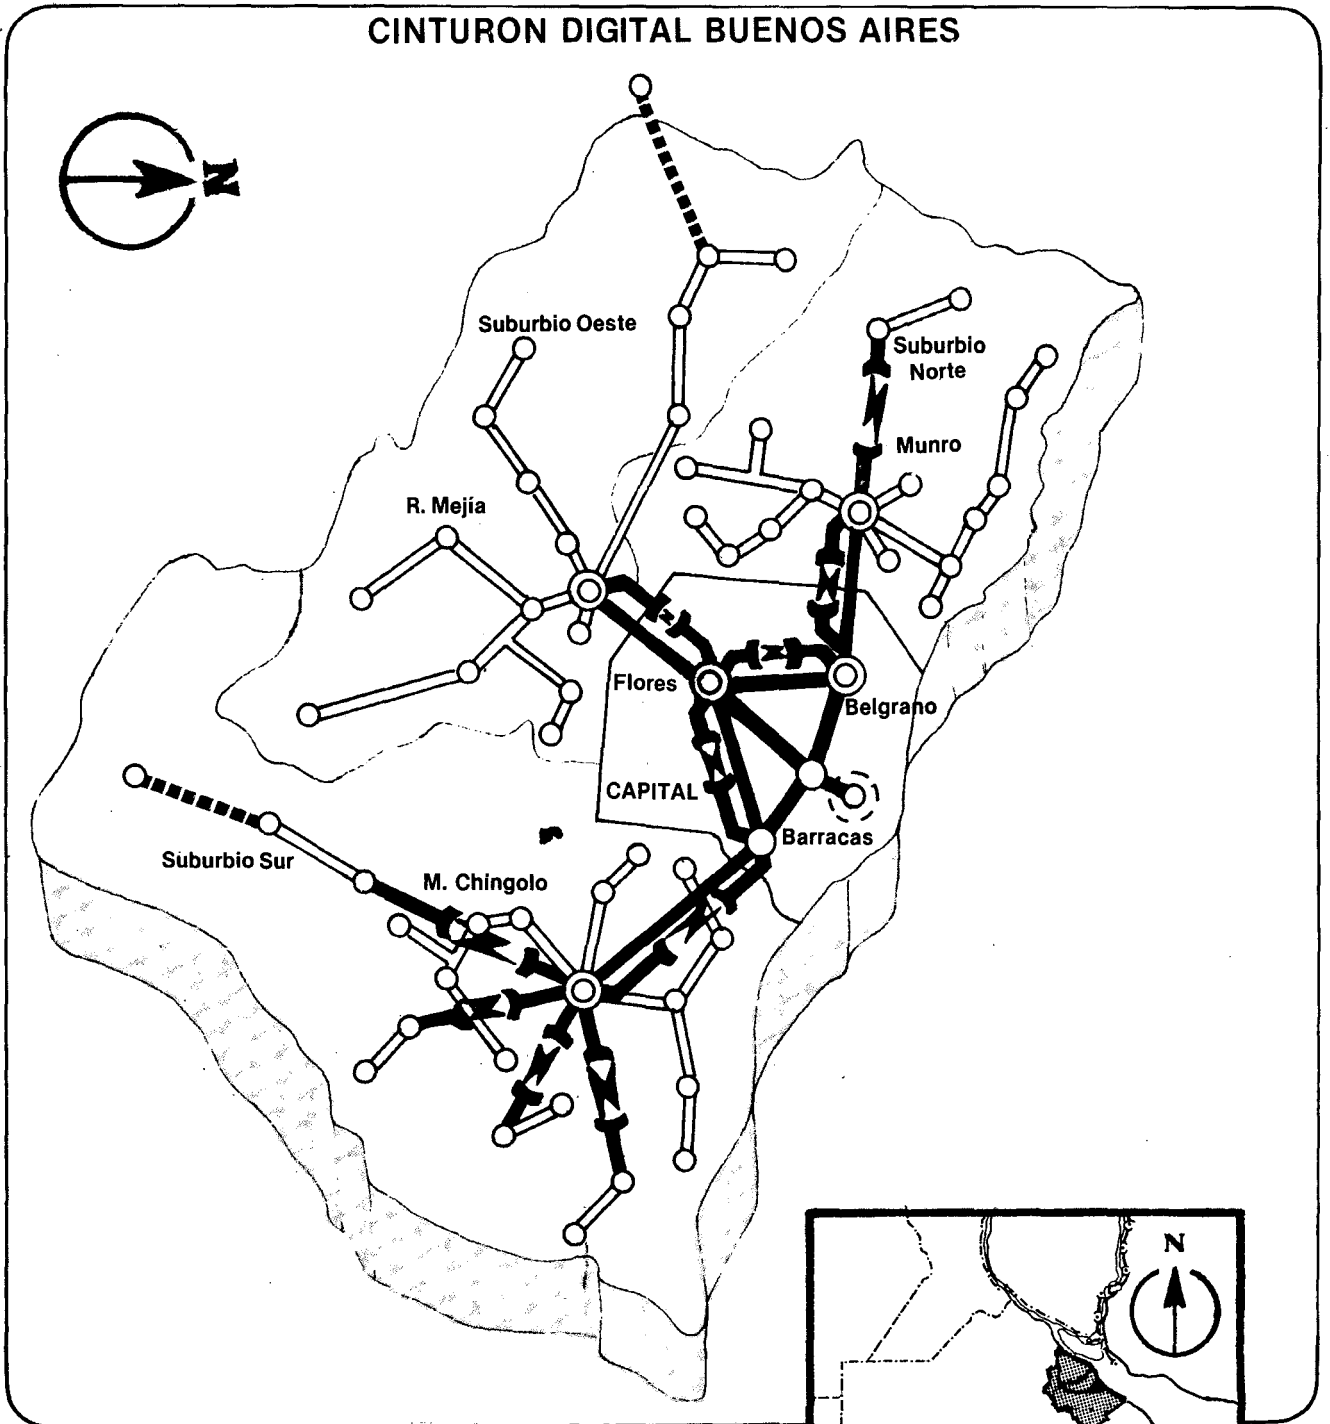 CINTURON DIGITAL BUENOS AIRES
N
Suburbio Oeste
Suburbio
Norte
Munro
R. Mejía
Flores
Belgrano
CAPITAL
Barracas
Suburbio Sur
M. Chingolo
N